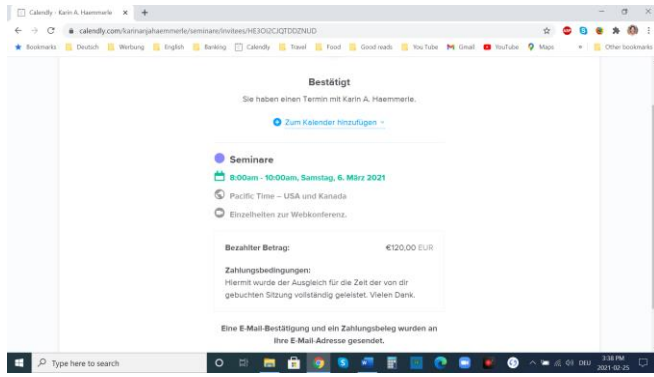 Calendly - Karin A. Haemmerle
calendly.com/karinanjahaemmerle/seminare/invitees/HE3OI2CJQTDDZNUD
Bookmarks Deutsch Werbung English Banking Calendly Travel Food Good reads You Tube Gmail YouTube Maps » Other bookmarks
Bestätigt
Sie haben einen Termin mit Karin A. Haemmerle.
Zum Kalender hinzufügen
Seminare
8:00am - 10:00am, Samstag, 6. März 2021
Pacific Time – USA und Kanada
Einzelheiten zur Webkonferenz.
Bezahlter Betrag: €120,00 EUR
Zahlungsbedingungen:
Hiermit wurde der Ausgleich für die Zeit der von dir
gebuchten Sitzung vollständig geleistet. Vielen Dank.
Eine E-Mail-Bestätigung und ein Zahlungsbeleg wurden an
Ihre E-Mail-Adresse gesendet.
Type here to search
DEU
3:38 PM
2021-02-25